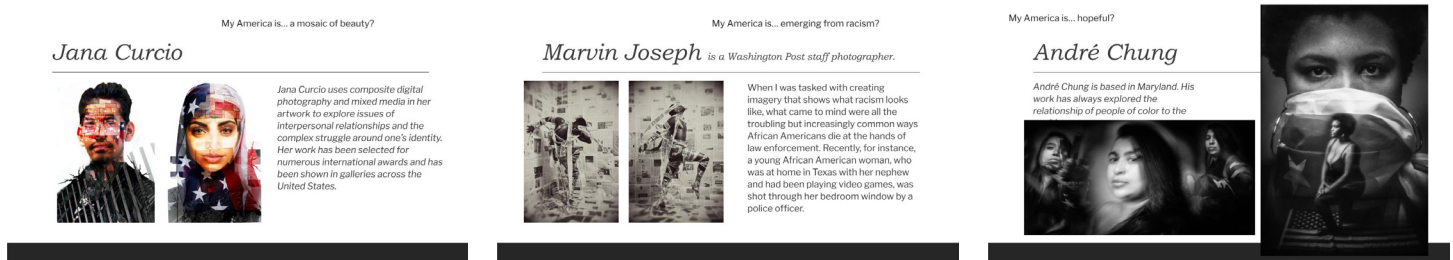 My America is... a mosaic of beauty?
Jana Curcio
Jana Curcio uses composite digital
photography and mixed media in her
artwork to explore issues of
interpersonal relationships and the
complex struggle around one's identity.
Her work has been selected for
numerous international awards and has
been shown in galleries across the
United States.
My America is... emerging from racism?
Marvin Joseph is a Washington Post staff photographer.
When I was tasked with creating
imagery that shows what racism looks
like, what came to mind were all the
troubling but increasingly common ways
African Americans die at the hands of
law enforcement. Recently, for instance,
a young African American woman, who
was at home in Texas with her nephew
and had been playing video games, was
shot through her bedroom window by a
police officer.
My America is... hopeful?
André Chung
André Chung is based in Maryland. His
work has always explored the
relationship of people of color to the